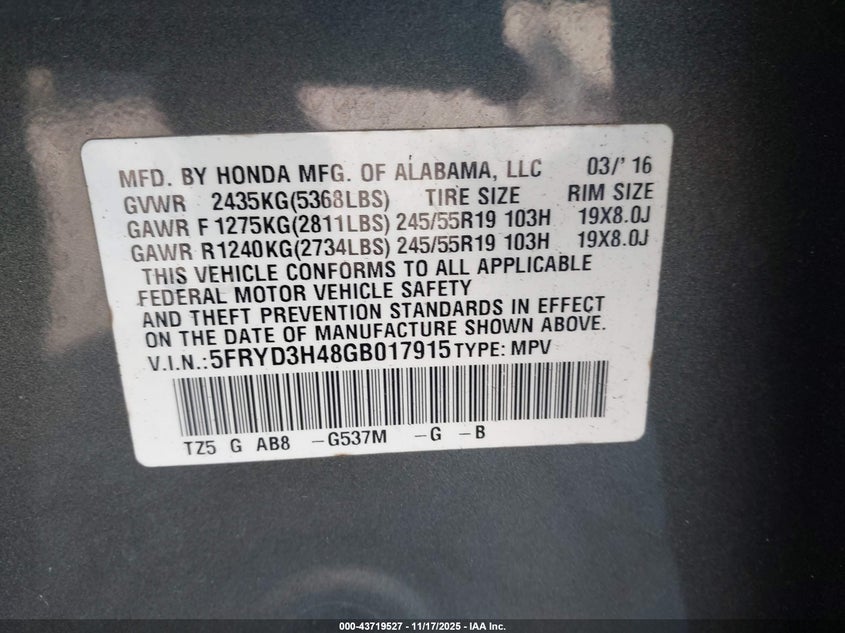 MFD. BY HONDA MFG. OF ALABAMA, LLC 03/'16
GVWR 2435KG(5368LBS) TIRE SIZE RIM SIZE
GAWR F 1275KG(2811LBS) 245/55R19 103H 19X8.0J
GAWR R1240KG(2734LBS) 245/55R19 103H 19X8.0J
THIS VEHICLE CONFORMS TO ALL APPLICABLE
FEDERAL MOTOR VEHICLE SAFETY
AND THEFT PREVENTION STANDARDS IN EFFECT
ON THE DATE OF MANUFACTURE SHOWN ABOVE.
V.I.N.:5FRYD3H48GB017915 TYPE: MPV
TZ5 G AB8 -G537M -G -B
000-43719527 - 11/17/2025 - IAA Inc.